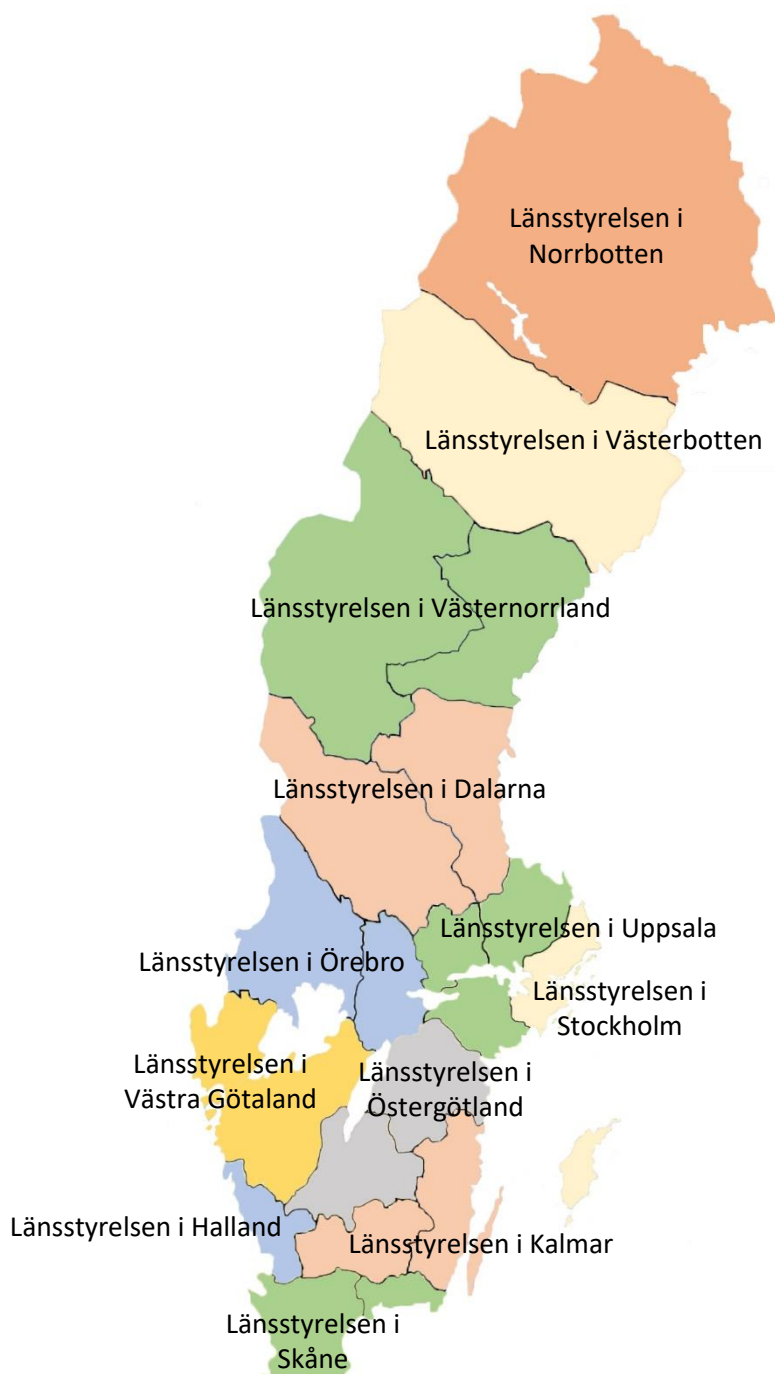 Länsstyrelsen i
Norrbotten
Länsstyrelsen i Västerbotten
Länsstyrelsen i Västernorrland
Länsstyrelsen i Dalarna
Länsstyrelsen i Uppsala
Länsstyrelsen i Örebro
Länsstyrelsen i
Stockholm
Länsstyrelsen i
Västra Götaland
Länsstyrelsen i
Östergötland
Länsstyrelsen i Halland
Länsstyrelsen i Kalmar
Länsstyrelsen i
Skåne